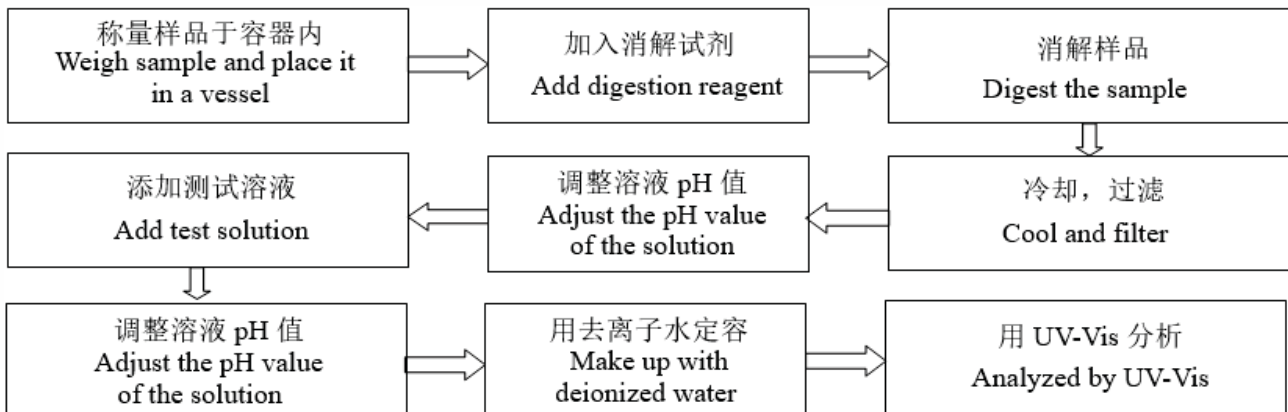 称量样品于容器内
Weigh sample and place it
in a vessel
加入消解试剂
Add digestion reagent
消解样品
Digest the sample
冷却，过滤
Cool and filter
调整溶液 pH 值
Adjust the pH value
of the solution
添加测试溶液
Add test solution
调整溶液 pH 值
Adjust the pH value
of the solution
用去离子水定容
Make up with
deionized water
用 UV-Vis 分析
Analyzed by UV-Vis